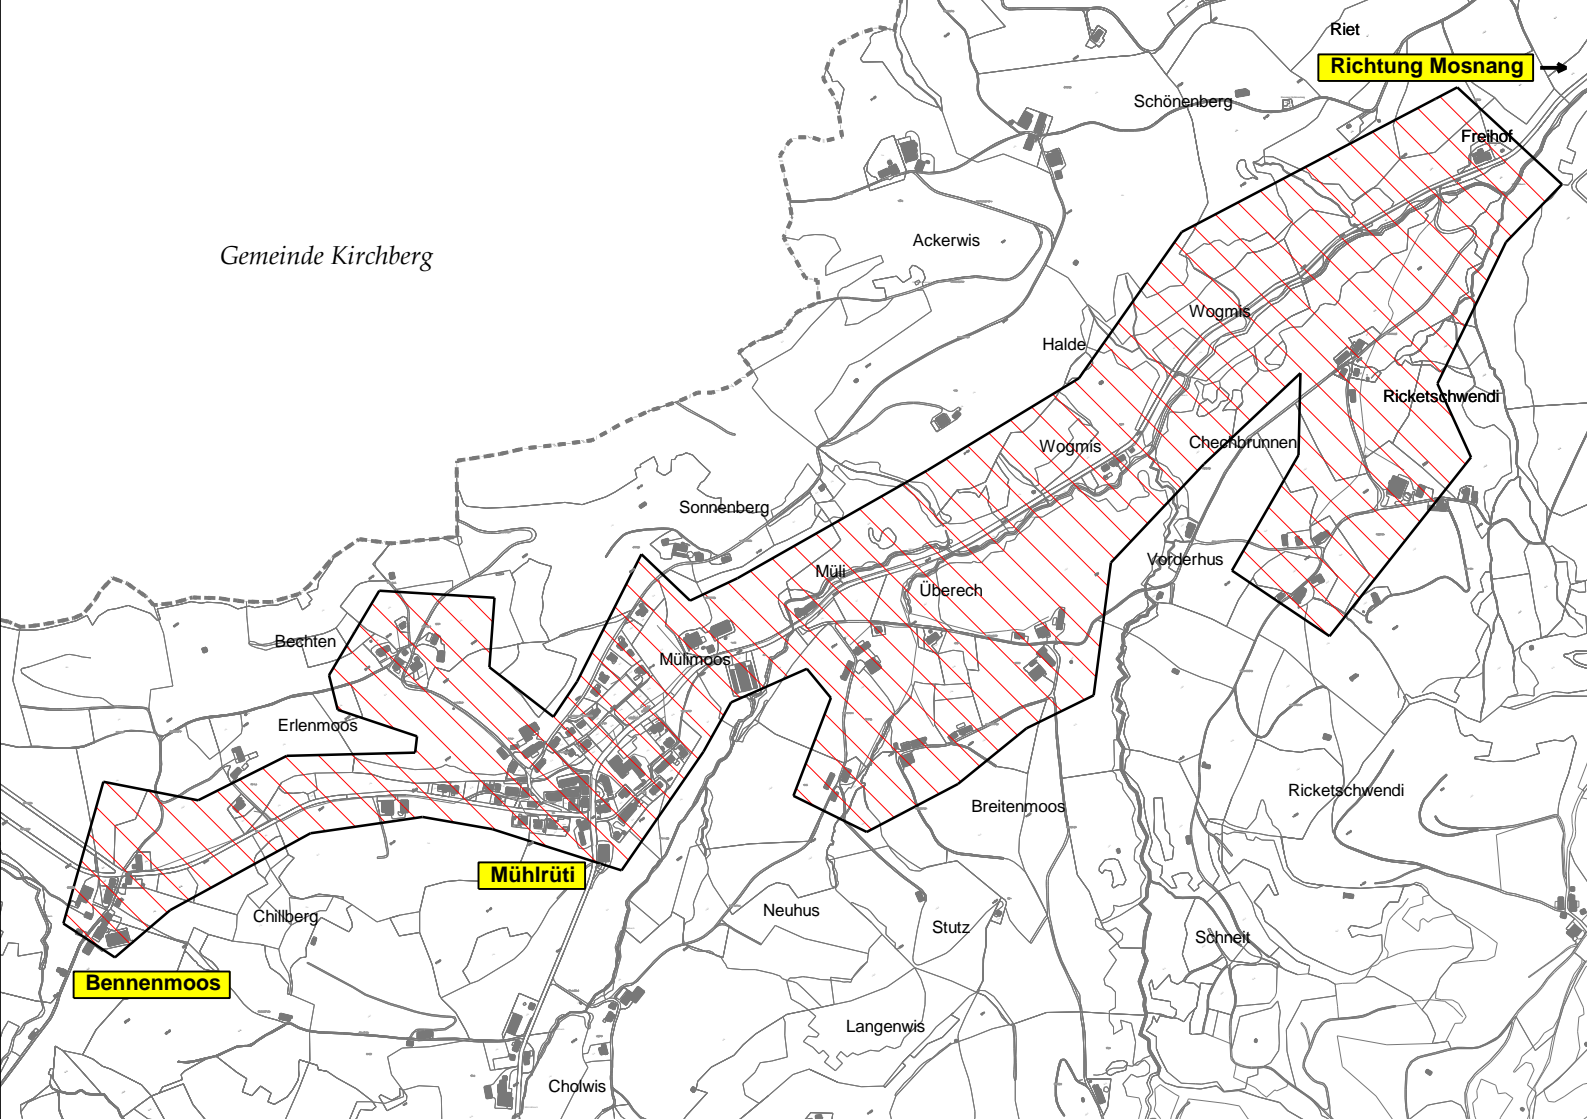 Riet
Richtung Mosnang
Schönenberg
Freihof
Ackerwis
Gemeinde Kirchberg
Wogmis
Halde
Ricketschwendi
Chechbrunnen
Wogmis
Sonnenberg
Vorderhus
Müli
Überech
Bechten
Mülimoos
Erlenmoos
Ricketschwendi
Breitenmoos
Mühlrüti
Neuhus
Chillberg
Stutz
Schneit
Bennenmoos
Langenwis
Cholwis